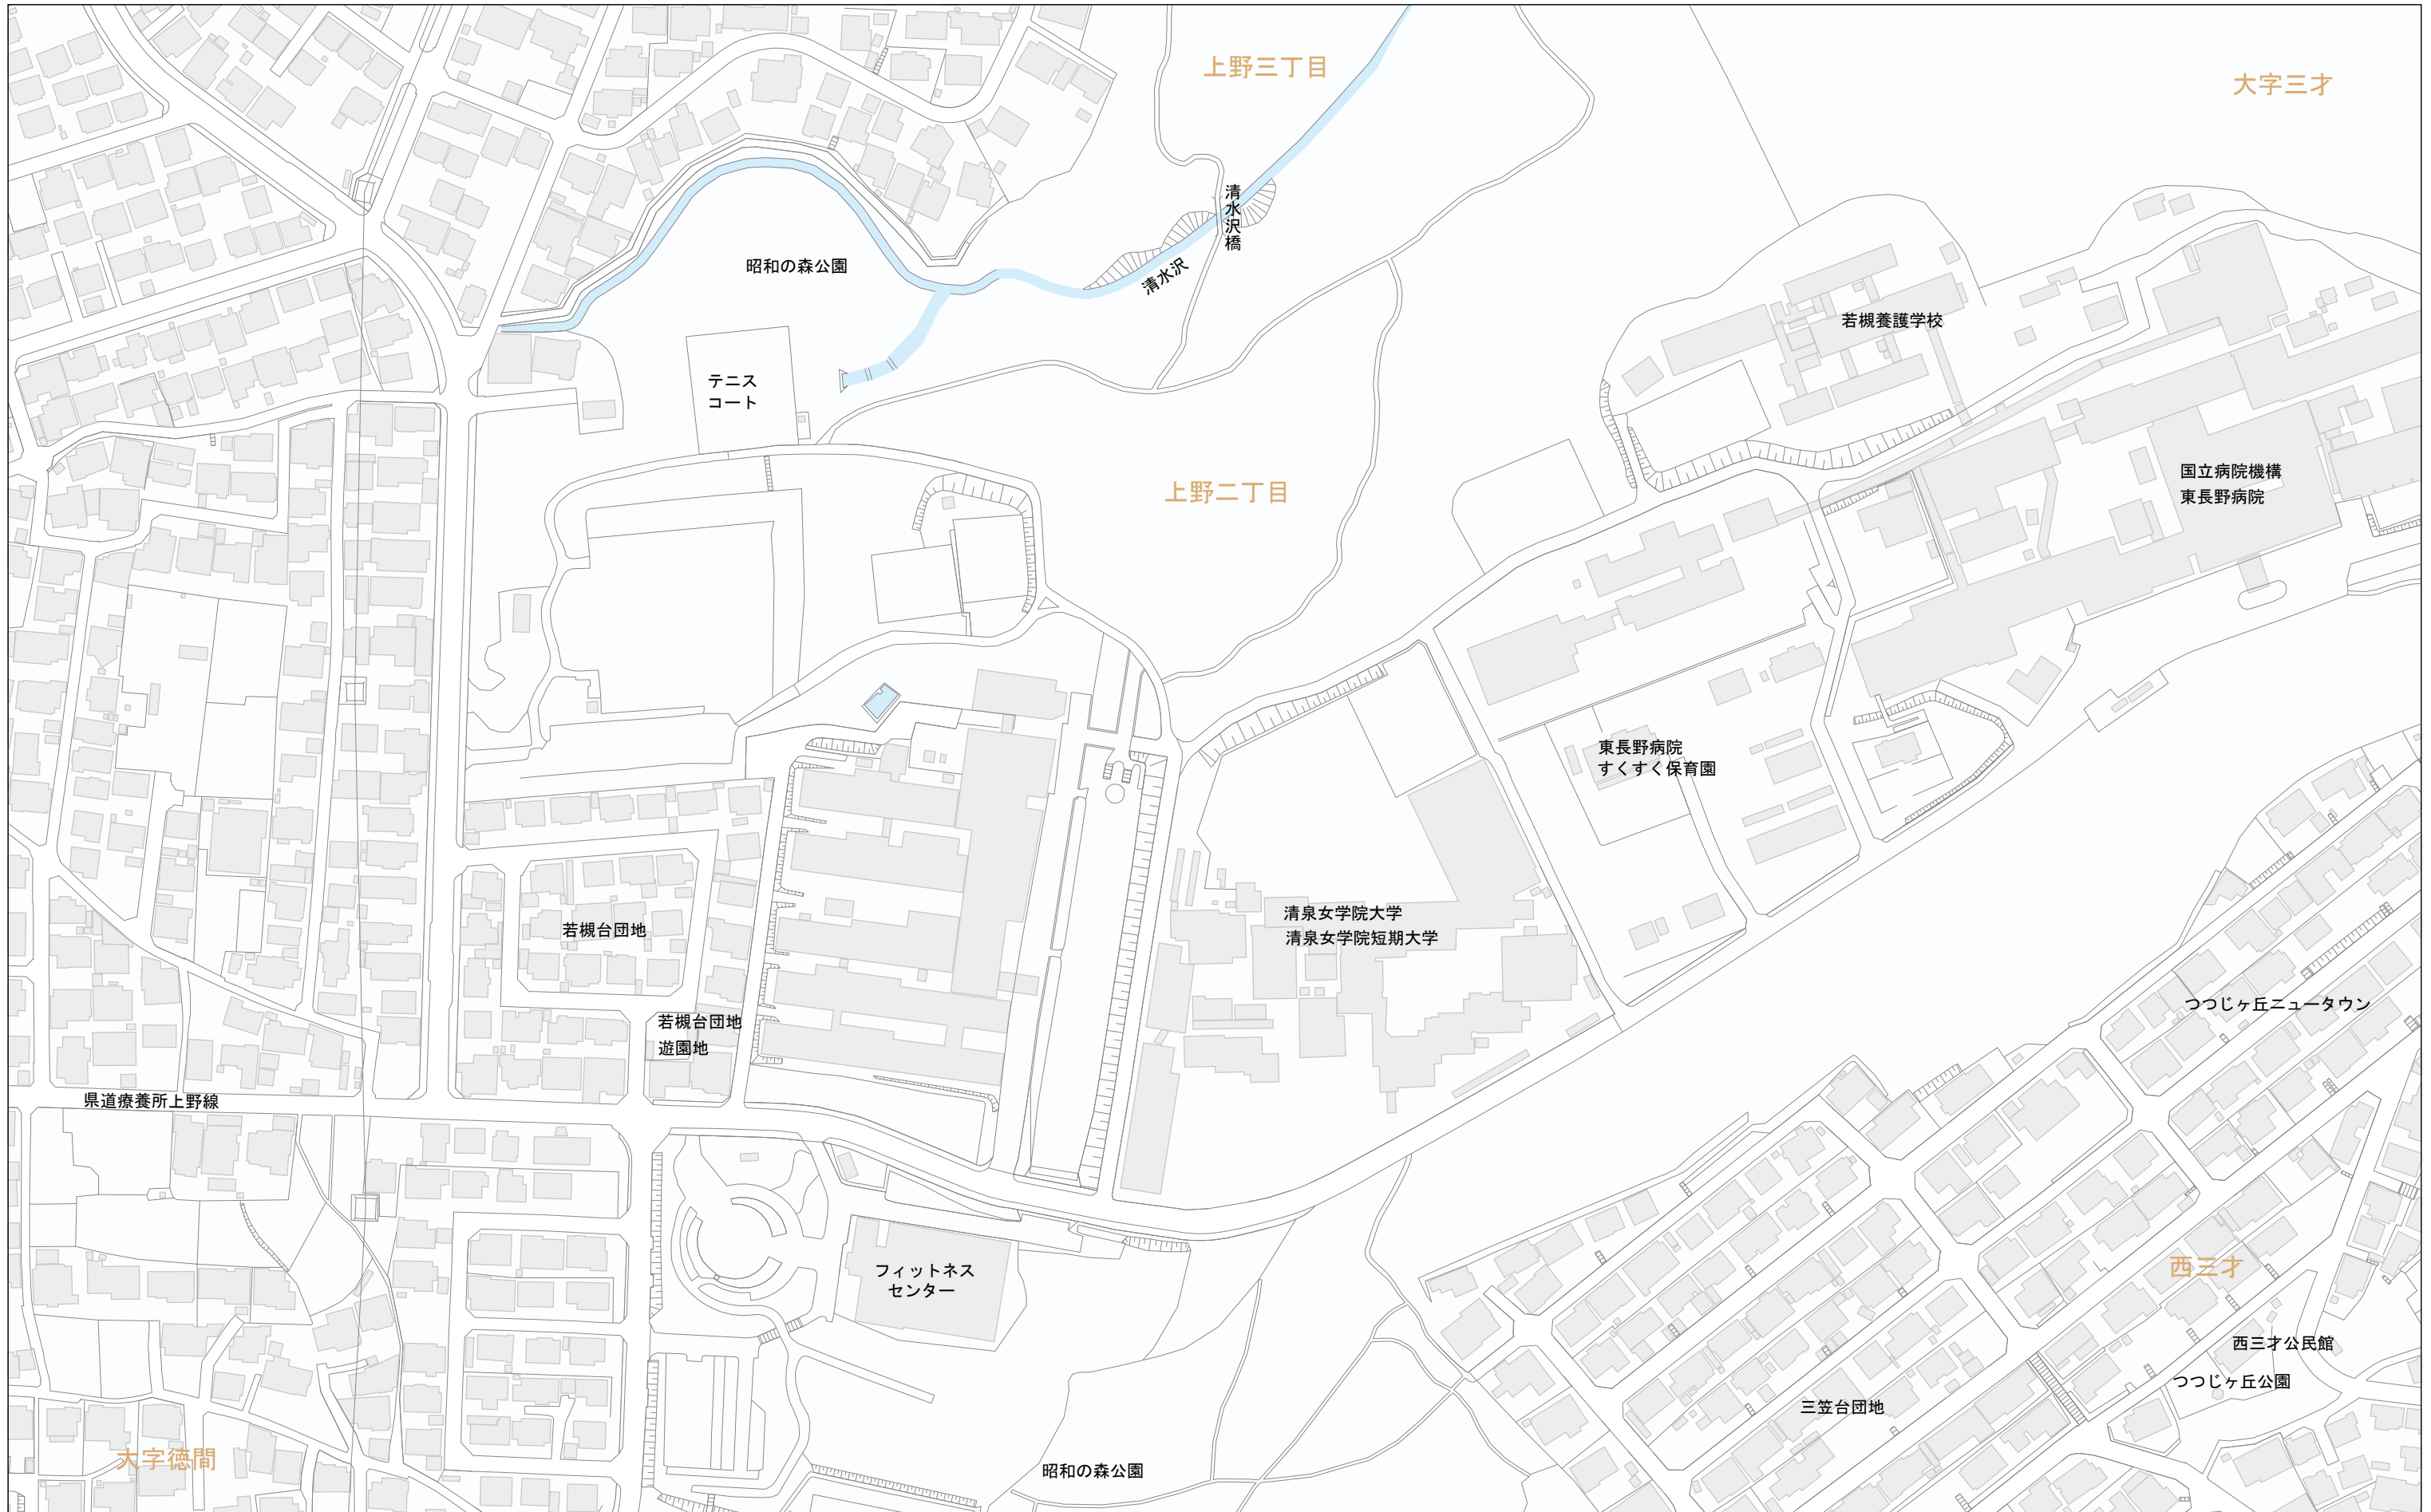 上野三丁目
大字三才
清水沢橋
昭和の森公園
清水沢
若槻養護学校
テニス
コート
国立病院機構
東長野病院
上野二丁目
東長野病院
すくすく保育園
清泉女学院大学
清泉女学院短期大学
若槻台団地
つつじヶ丘ニュータウン
若槻台団地
遊園地
県道療養所上野線
フィットネス
センター
西三才
西三才公民館
つつじヶ丘公園
三笠台団地
大字徳間
昭和の森公園